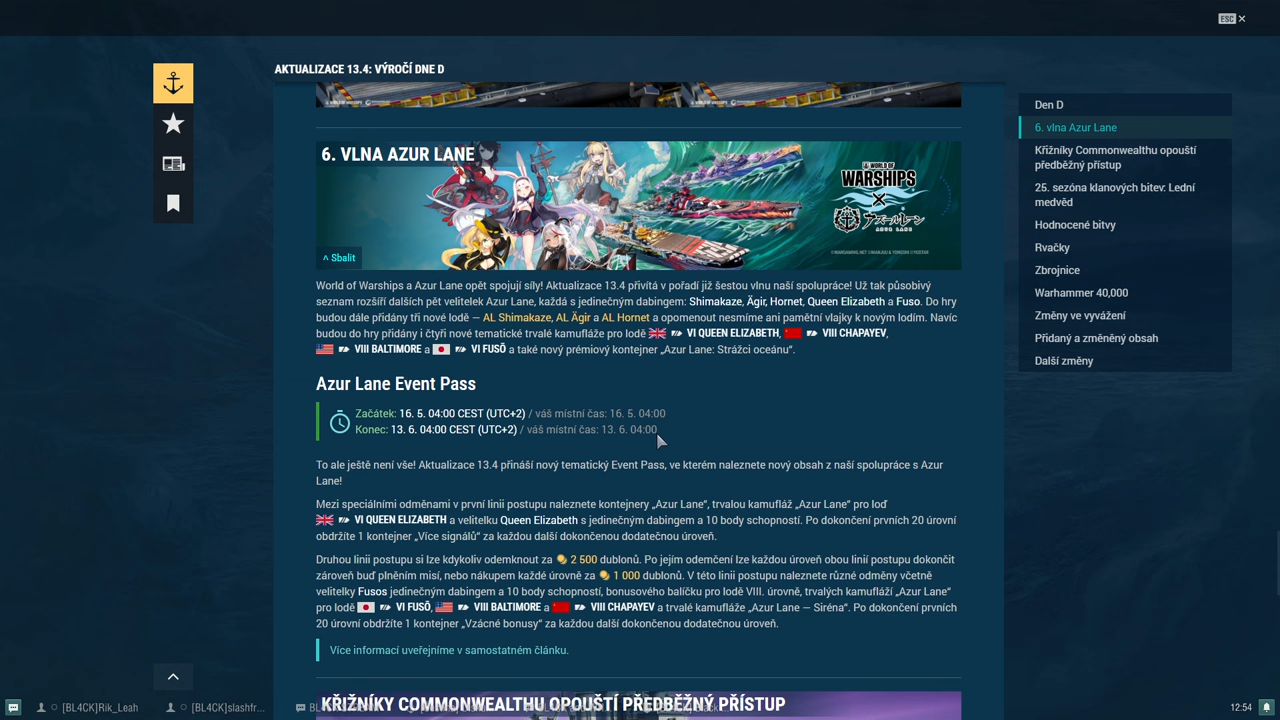 ESC ×
AKTUALIZACE 13.4: VÝROČÍ DNE D
6. VLNA AZUR LANE
WORLD OF
WARSHIPS
アズールレーン
AZUR LANE
^ Sbalit
World of Warships a Azur Lane opět spojují síly! Aktualizace 13.4 přivítá v pořadí již šestou vlnu naší spolupráce! Už tak působivý
seznam rozšíří dalších pět velitelek Azur Lane, každá s jedinečným dabingem: Shimakaze, Ägir, Hornet, Queen Elizabeth a Fuso. Do hry
budou dále přidány tři nové lodě — AL Shimakaze, AL Ägir a AL Hornet a opomenout nesmíme ani pamětní vlajky k novým lodím. Navíc
budou do hry přidány i čtyři nové tematické trvalé kamufláže pro lodě VI QUEEN ELIZABETH, VIII CHAPAYEV,
VIII BALTIMORE a VI FUSŌ a také nový prémiový kontejner „Azur Lane: Strážci oceánu“.
Azur Lane Event Pass
Začátek: 16. 5. 04:00 CEST (UTC+2) / váš místní čas: 16. 5. 04:00
Konec: 13. 6. 04:00 CEST (UTC+2) / váš místní čas: 13. 6. 04:00
To ale ještě není vše! Aktualizace 13.4 přináší nový tematický Event Pass, ve kterém naleznete nový obsah z naší spolupráce s Azur
Lane!
Mezi speciálními odměnami v první linii postupu naleznete kontejnery „Azur Lane“, trvalou kamufláž „Azur Lane“ pro loď
VI QUEEN ELIZABETH a velitelku Queen Elizabeth s jedinečným dabingem a 10 body schopností. Po dokončení prvních 20 úrovní
obdržíte 1 kontejner „Více signálů“ za každou další dokončenou dodatečnou úroveň.
Druhou linii postupu si lze kdykoliv odemknout za 2 500 dublonů. Po jejím odemčení lze každou úroveň obou linií postupu dokončit
zároveň buď plněním misí, nebo nákupem každé úrovně za 1 000 dublonů. V této linii postupu naleznete různé odměny včetně
velitelky Fusos jedinečným dabingem a 10 body schopností, bonusového balíčku pro lodě VIII. úrovně, trvalých kamufláží „Azur Lane“
pro lodě VI FUSŌ, VIII BALTIMORE a VIII CHAPAYEV a trvalé kamufláže „Azur Lane — Siréna“. Po dokončení prvních
20 úrovní obdržíte 1 kontejner „Vzácné bonusy“ za každou další dokončenou dodatečnou úroveň.
Více informací uveřejníme v samostatném článku.
KŘIŽNÍKY COMMONWEALTHU OPOUŠTÍ PŘEDBĚŽNÝ PŘÍSTUP
Den D
6. vlna Azur Lane
Křižníky Commonwealthu opouští
předběžný přístup
25. sezóna klanových bitev: Lední
medvěd
Hodnocené bitvy
Rvačky
Zbrojnice
Warhammer 40,000
Změny ve vyvážení
Přidaný a změněný obsah
Další změny
[BL4CK]Rik_Leah
[BL4CK]slashfr...
12:54